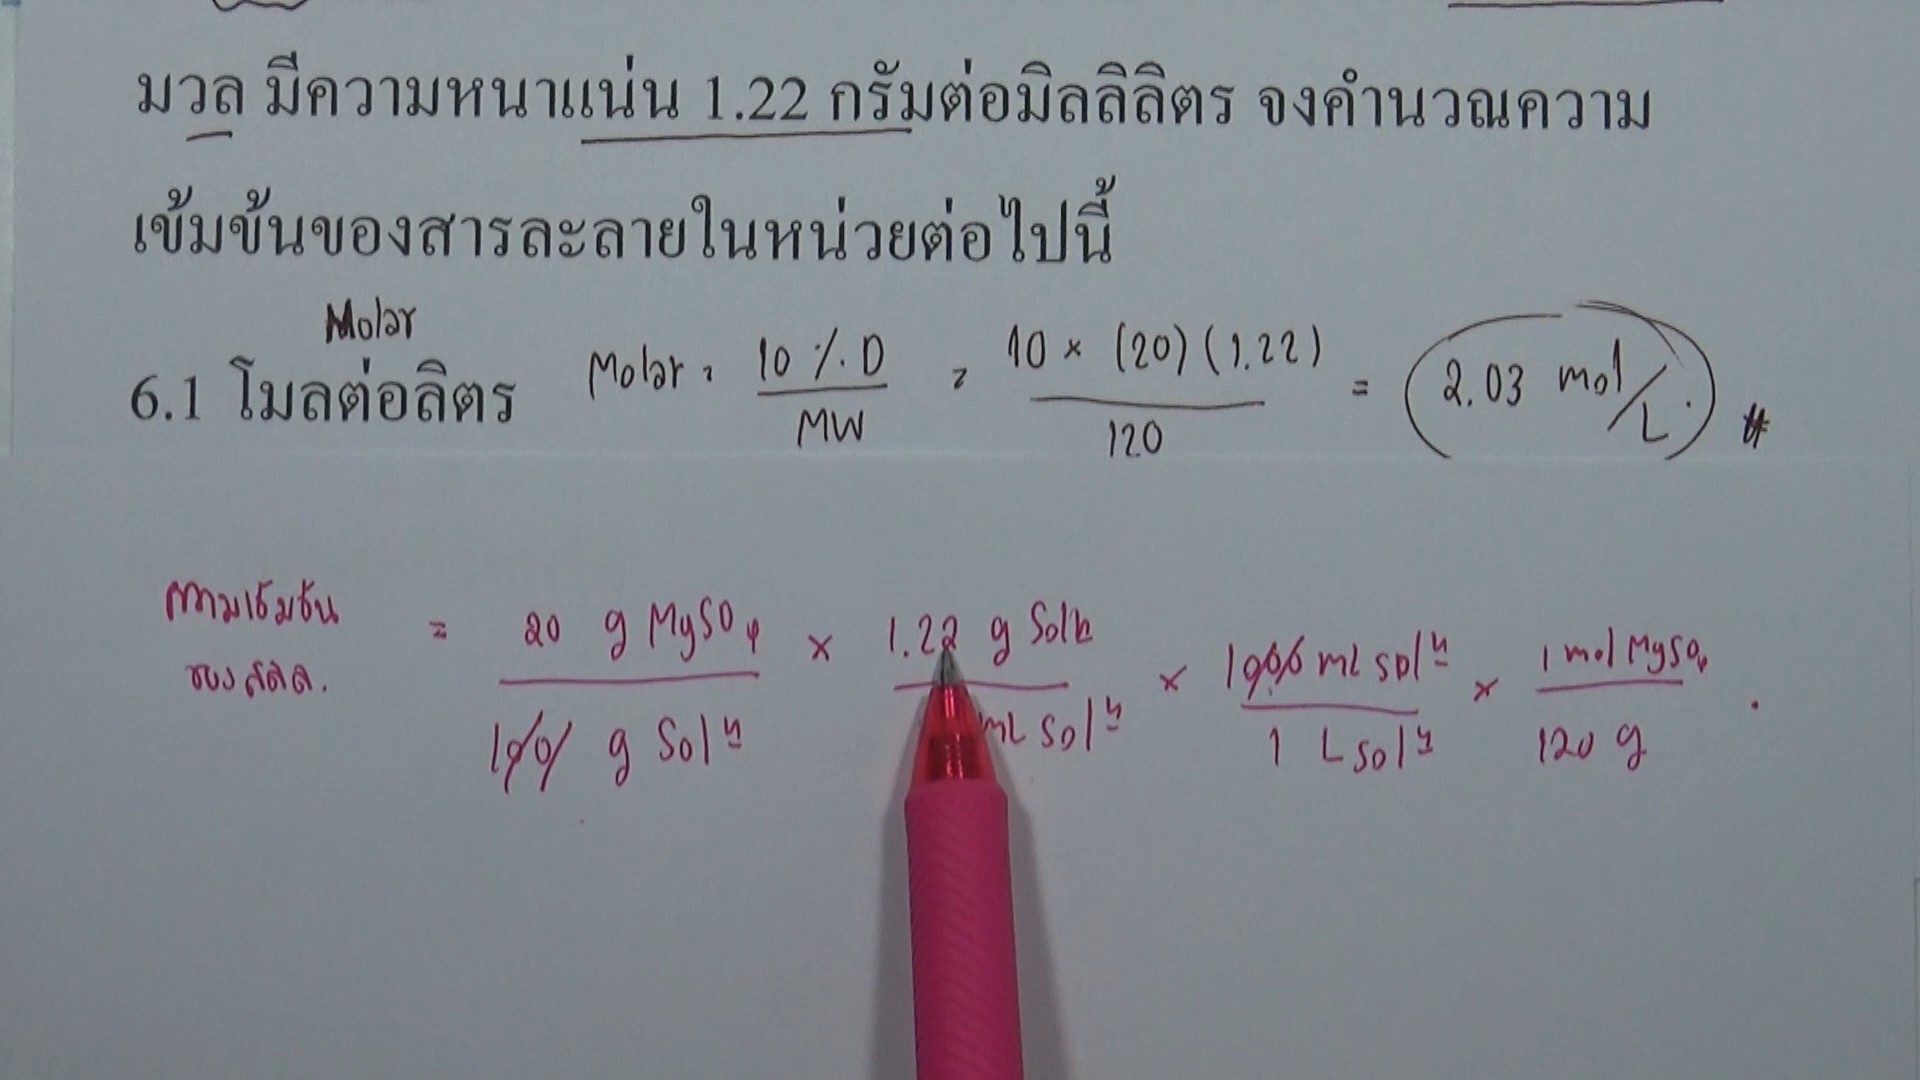 มวล มีความหนาแน่น 1.22 กรัมต่อมิลลิลิตร จงคำนวณความ
เข้มข้นของสารละลายในหน่วยต่อไปนี้
Molar
6.1 โมลต่อลิตร Molar = 10 %.D / MW = 10 × (20)(1.22) / 120 = 2.03 mol/L. #
ความเข้มข้น
ของ สลล. = 20 g MgSO4 / 100 g Solⁿ × 1.22 g Solⁿ / mL Solⁿ × 1000 mL Solⁿ / 1 L Solⁿ × 1 mol MgSO4 / 120 g .